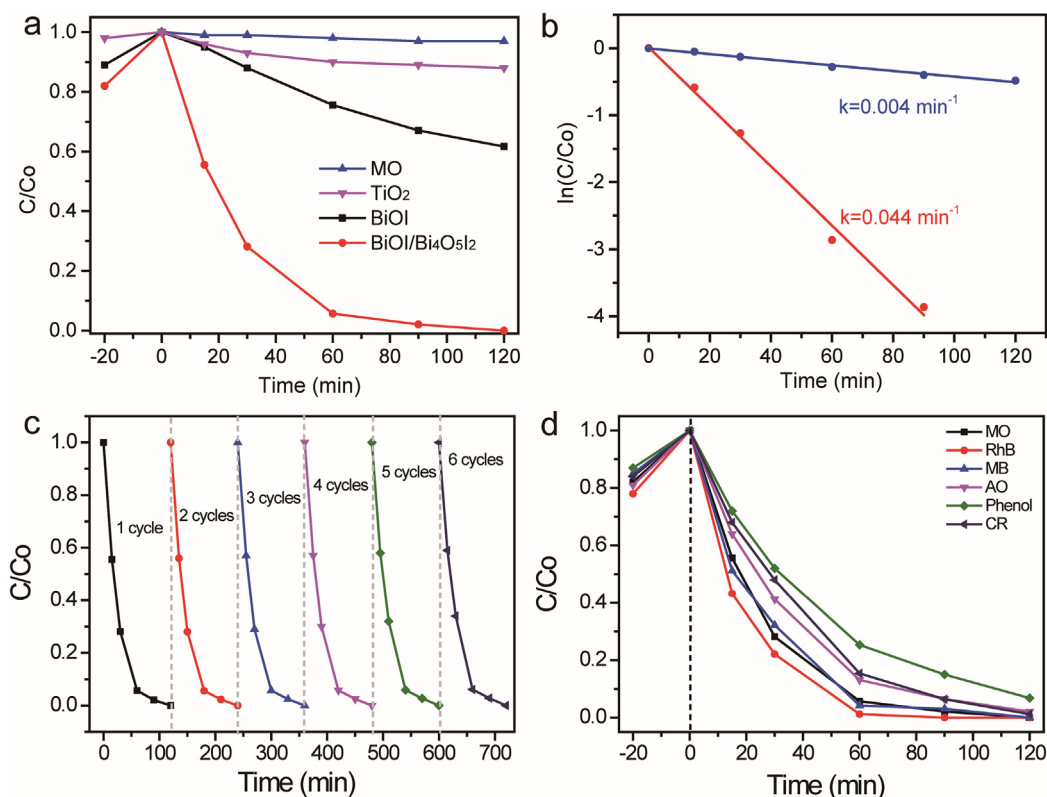 a
1.0
0.8
0.6
0.4
0.2
0.0
C/Co
MO
TiO₂
BiOI
BiOI/Bi₄O₅I₂
-20 0 20 40 60 80 100 120
Time (min)
b
0
-1
-2
-3
-4
ln(C/Co)
k=0.004 min⁻¹
k=0.044 min⁻¹
0 20 40 60 80 100 120
Time (min)
c
1.0
0.8
0.6
0.4
0.2
0.0
C/Co
1 cycle
2 cycles
3 cycles
4 cycles
5 cycles
6 cycles
0 100 200 300 400 500 600 700
Time (min)
d
1.0
0.8
0.6
0.4
0.2
0.0
C/Co
MO
RhB
MB
AO
Phenol
CR
-20 0 20 40 60 80 100 120
Time (min)